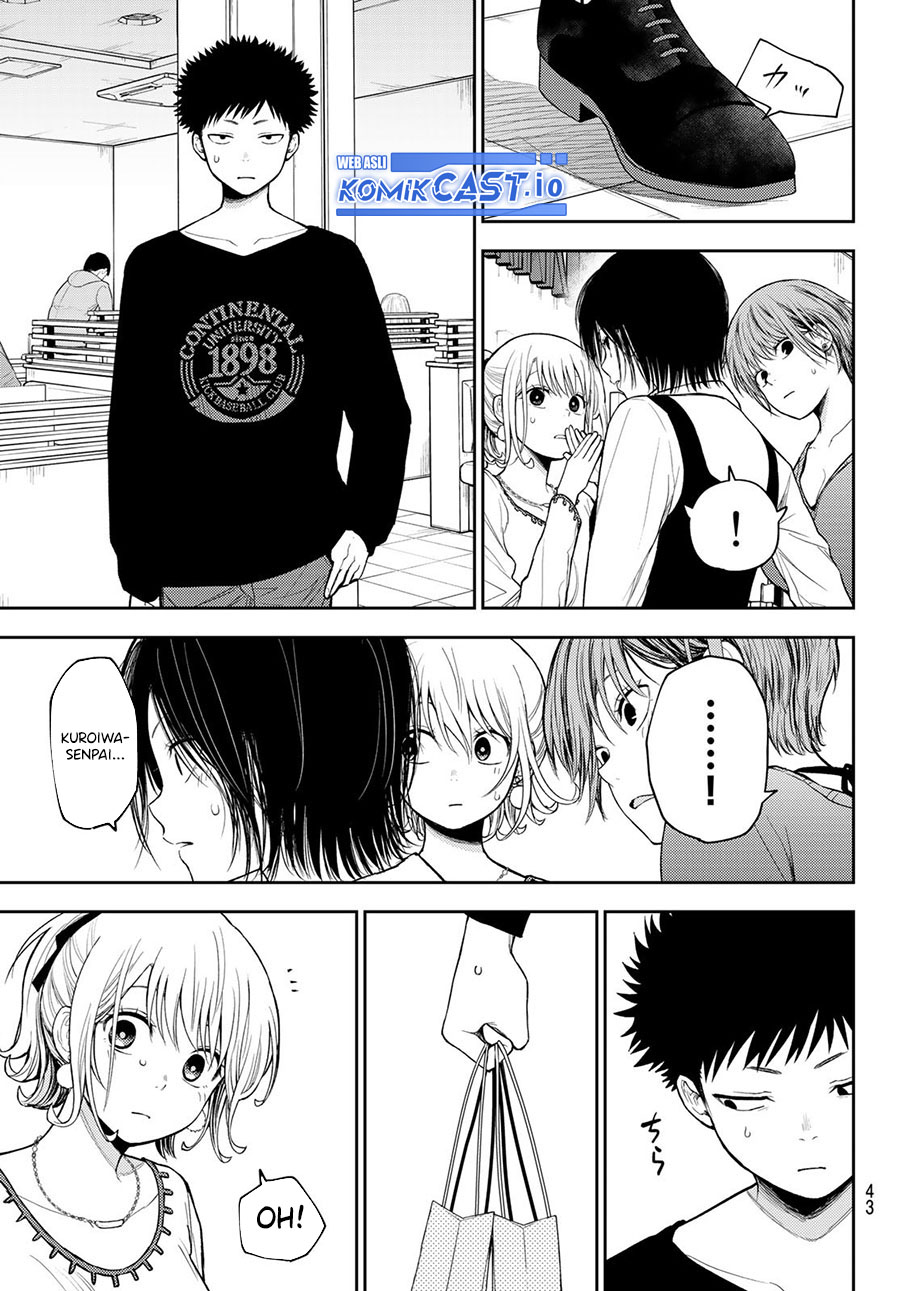 カッ
WEB ASLI
KOMIKCAST.io
CONTINENTAL
UNIVERSITY
since
1898
BASEBALL CLUB
!
………!
KUROIWA-
SENPAI...
ちら
OH!
43